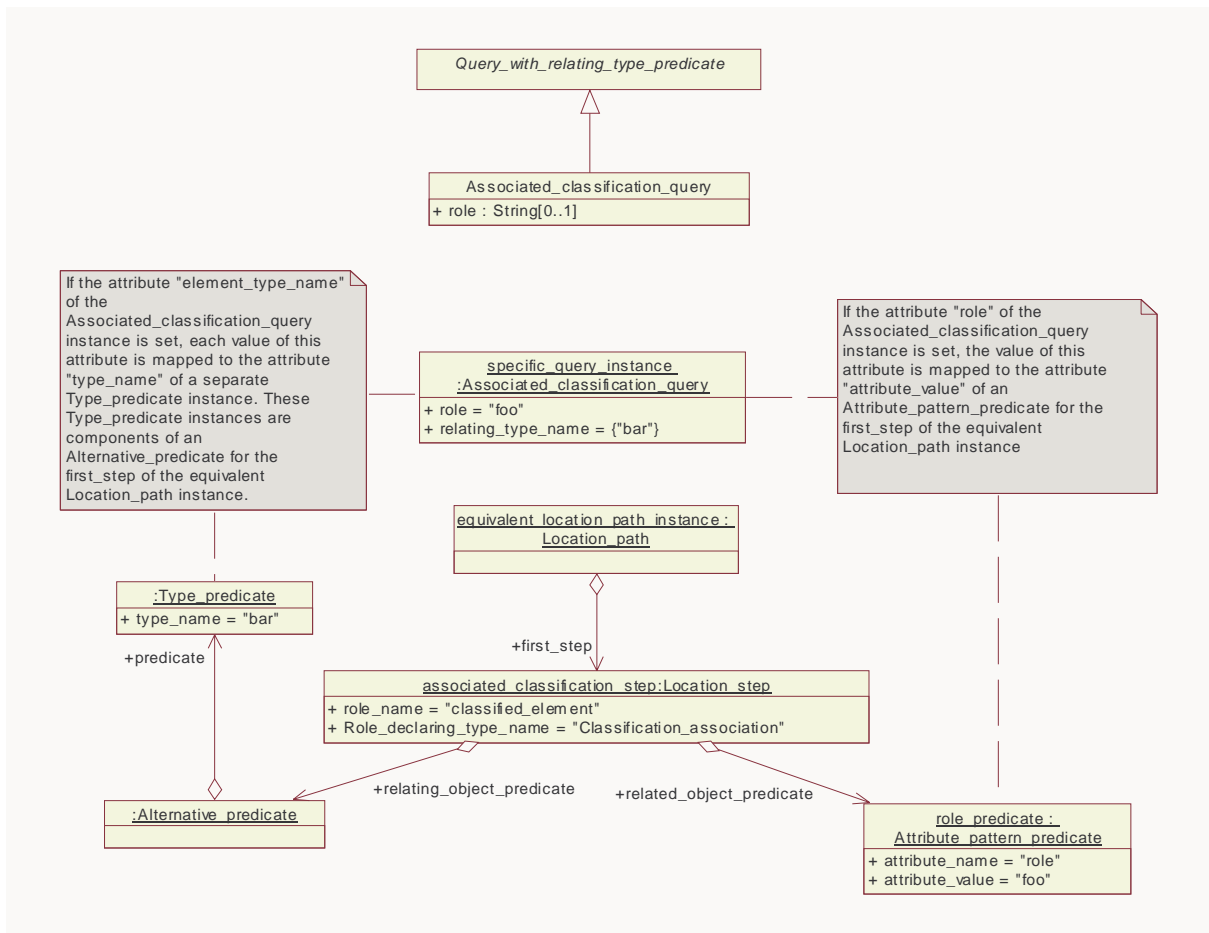 Query_with_relating_type_predicate
Associated_classification_query
+ role : String[0..1]
If the attribute "element_type_name"
of the
Associated_classification_query
instance is set, each value of this
attribute is mapped to the attribute
"type_name" of a separate
Type_predicate instance. These
Type_predicate instances are
components of an
Alternative_predicate for the
first_step of the equivalent
Location_path instance.
specific_query_instance
:Associated_classification_query
+ role = "foo"
+ relating_type_name = {"bar"}
If the attribute "role" of the
Associated_classification_query
instance is set, the value of this
attribute is mapped to the attribute
"attribute_value" of an
Attribute_pattern_predicate for the
first_step of the equivalent
Location_path instance
equivalent_location_path_instance :
Location_path
:Type_predicate
+ type_name = "bar"
+predicate
+first_step
associated_classification_step:Location_step
+ role_name = "classified_element"
+ Role_declaring_type_name = "Classification_association"
+relating_object_predicate
+related_object_predicate
:Alternative_predicate
role_predicate :
Attribute_pattern_predicate
+ attribute_name = "role"
+ attribute_value = "foo"